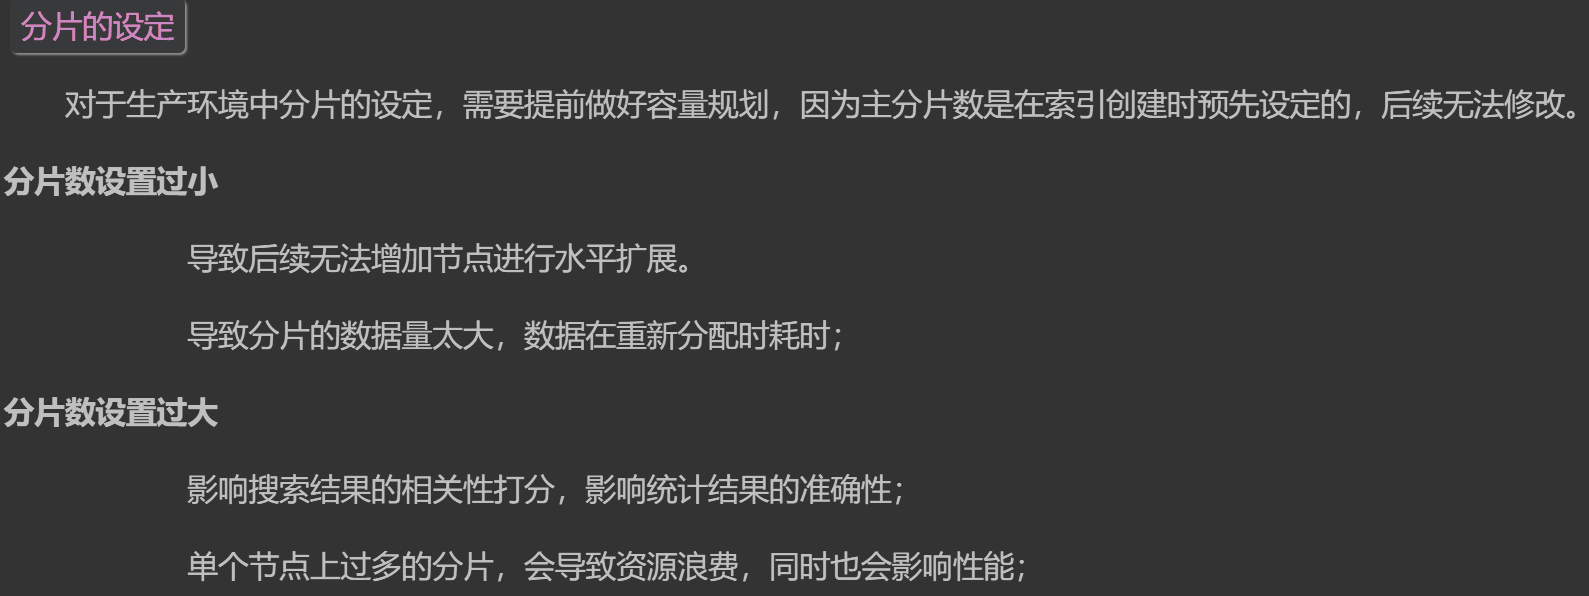 分片的设定
对于生产环境中分片的设定，需要提前做好容量规划，因为主分片数是在索引创建时预先设定的，后续无法修改。
分片数设置过小
导致后续无法增加节点进行水平扩展。
导致分片的数据量太大，数据在重新分配时耗时；
分片数设置过大
影响搜索结果的相关性打分，影响统计结果的准确性；
单个节点上过多的分片，会导致资源浪费，同时也会影响性能；